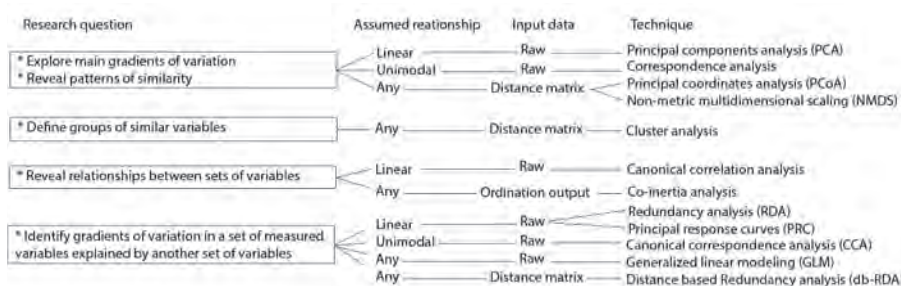 Research question Assumed reationship Input data Technique
* Explore main gradients of variation
* Reveal patterns of similarity
Linear Raw Principal components analysis (PCA)
Unimodal Raw Correspondence analysis
Any Distance matrix Principal coordinates analysis (PCoA)
Non-metric multidimensional scaling (NMDS)
* Define groups of similar variables Any Distance matrix Cluster analysis
* Reveal relationships between sets of variables
Linear Raw Canonical correlation analysis
Any Ordination output Co-inertia analysis
* Identify gradients of variation in a set of measured
variables explained by another set of variables
Linear Raw Redundancy analysis (RDA)
Principal response curves (PRC)
Unimodal Raw Canonical correspondence analysis (CCA)
Any Raw Generalized linear modeling (GLM)
Any Distance matrix Distance based Redundancy analysis (db-RDA